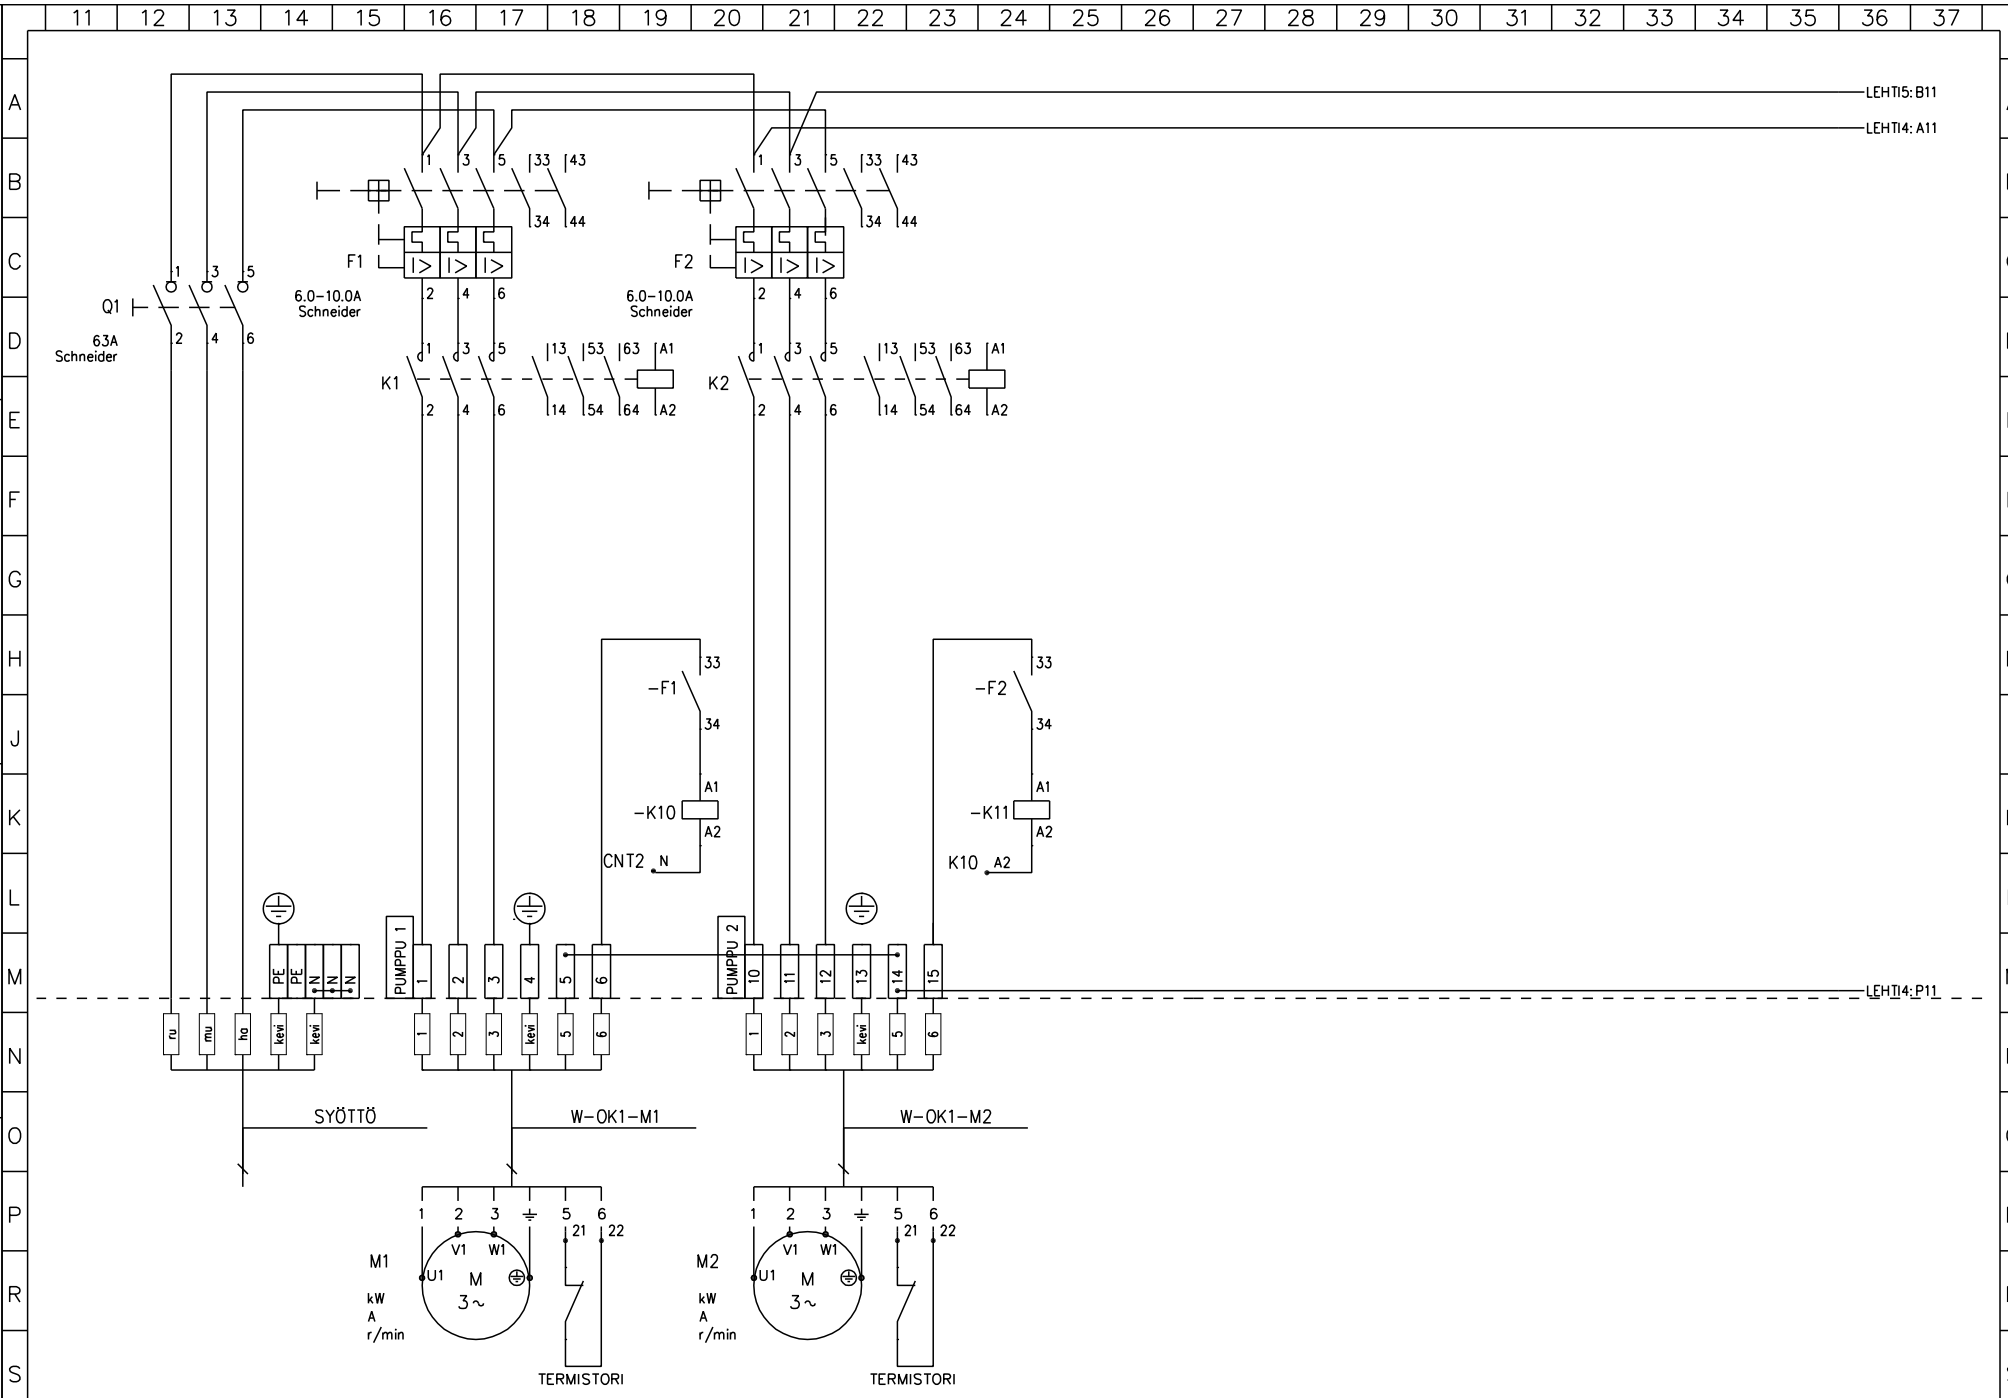 11 12 13 14 15 16 17 18 19 20 21 22 23 24 25 26 27 28 29 30 31 32 33 34 35 36 37
A
LEHTI5:B11
LEHTI4:A11
B
1 3 5 33 43
1 3 5 33 43
34 44
34 44
C
F1
I> I> I>
F2
I> I> I>
1 3 5
2 4 6
2 4 6
6.0-10.0A
Schneider
6.0-10.0A
Schneider
Q1
D
2 4 6
63A
Schneider
1 3 5 13 53 63 A1
1 3 5 13 53 63 A1
K1
K2
2 4 6 14 54 64 A2
2 4 6 14 54 64 A2
E
F
G
H
33
33
-F1
-F2
34
34
J
A1
A1
K
-K10
-K11
A2
A2
CNT2 N
K10 A2
L
M
PE PE N N N
PUMPPU 1
1 2 3 4 5 6
PUMPPU 2
10 11 12 13 14 15
LEHTI4:P11
N
ru mu ha kevi kevi
1 2 3 kevi 5 6
1 2 3 kevi 5 6
O
SYÖTTÖ
W-OK1-M1
W-OK1-M2
P
1 2 3 5 6
1 2 3 5 6
21 22
21 22
V1 W1
V1 W1
M1
M2
U1 M
U1 M
R
3~
3~
kW
A
r/min
kW
A
r/min
S
TERMISTORI
TERMISTORI